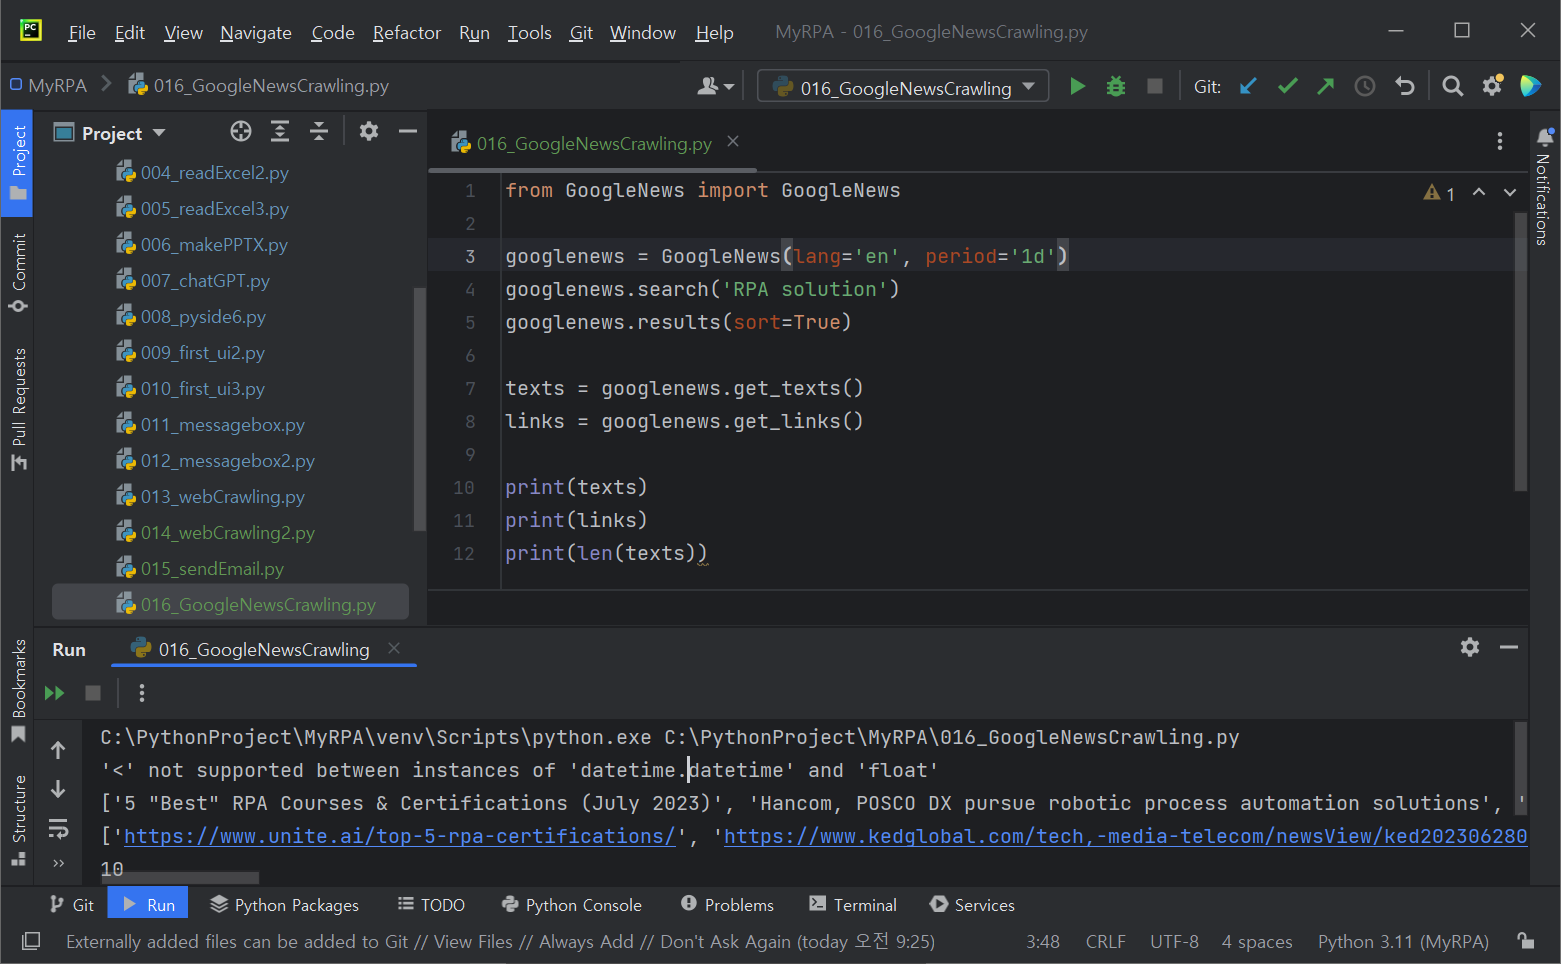 PC
File Edit View Navigate Code Refactor Run Tools Git Window Help MyRPA - 016_GoogleNewsCrawling.py
MyRPA 016_GoogleNewsCrawling.py 016_GoogleNewsCrawling Git:
Project
Commit
Pull Requests
Bookmarks
Structure
Project
004_readExcel2.py
005_readExcel3.py
006_makePPTX.py
007_chatGPT.py
008_pyside6.py
009_first_ui2.py
010_first_ui3.py
011_messagebox.py
012_messagebox2.py
013_webCrawling.py
014_webCrawling2.py
015_sendEmail.py
016_GoogleNewsCrawling.py
016_GoogleNewsCrawling.py
1 from GoogleNews import GoogleNews
2
3 googlenews = GoogleNews(lang='en', period='1d')
4 googlenews.search('RPA solution')
5 googlenews.results(sort=True)
6
7 texts = googlenews.get_texts()
8 links = googlenews.get_links()
9
10 print(texts)
11 print(links)
12 print(len(texts))
1
Notifications
Run 016_GoogleNewsCrawling
C:\PythonProject\MyRPA\venv\Scripts\python.exe C:\PythonProject\MyRPA\016_GoogleNewsCrawling.py
'<' not supported between instances of 'datetime.datetime' and 'float'
['5 "Best" RPA Courses & Certifications (July 2023)', 'Hancom, POSCO DX pursue robotic process automation solutions', '
['https://www.unite.ai/top-5-rpa-certifications/', 'https://www.kedglobal.com/tech,-media-telecom/newsView/ked202306280
10
Git Run Python Packages TODO Python Console Problems Terminal Services
Externally added files can be added to Git // View Files // Always Add // Don't Ask Again (today 오전 9:25) 3:48 CRLF UTF-8 4 spaces Python 3.11 (MyRPA)